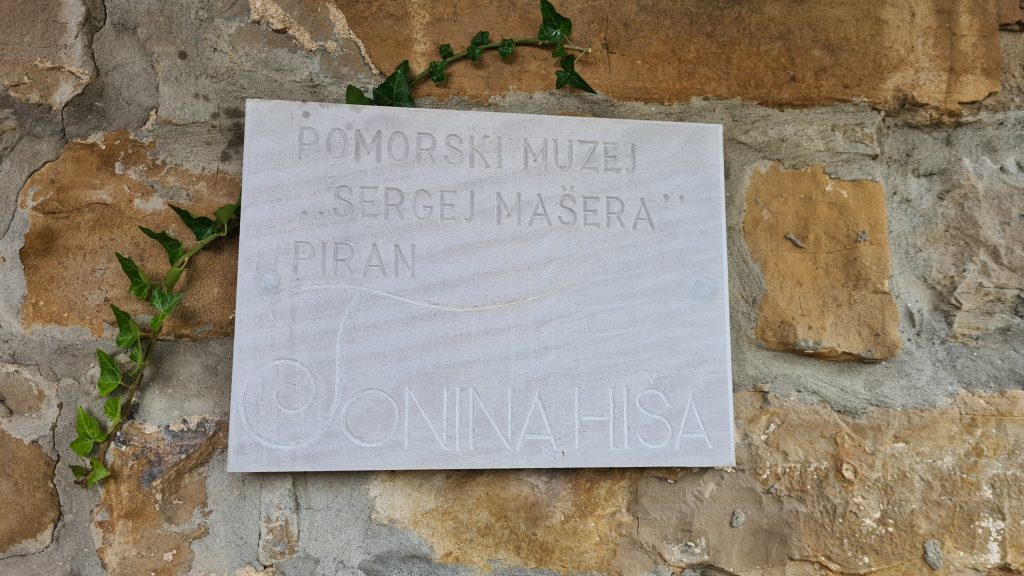 POMORSKI MUZEJ
,,SERGEJ MAŠERA’’
PIRAN
TONINA HIŠA